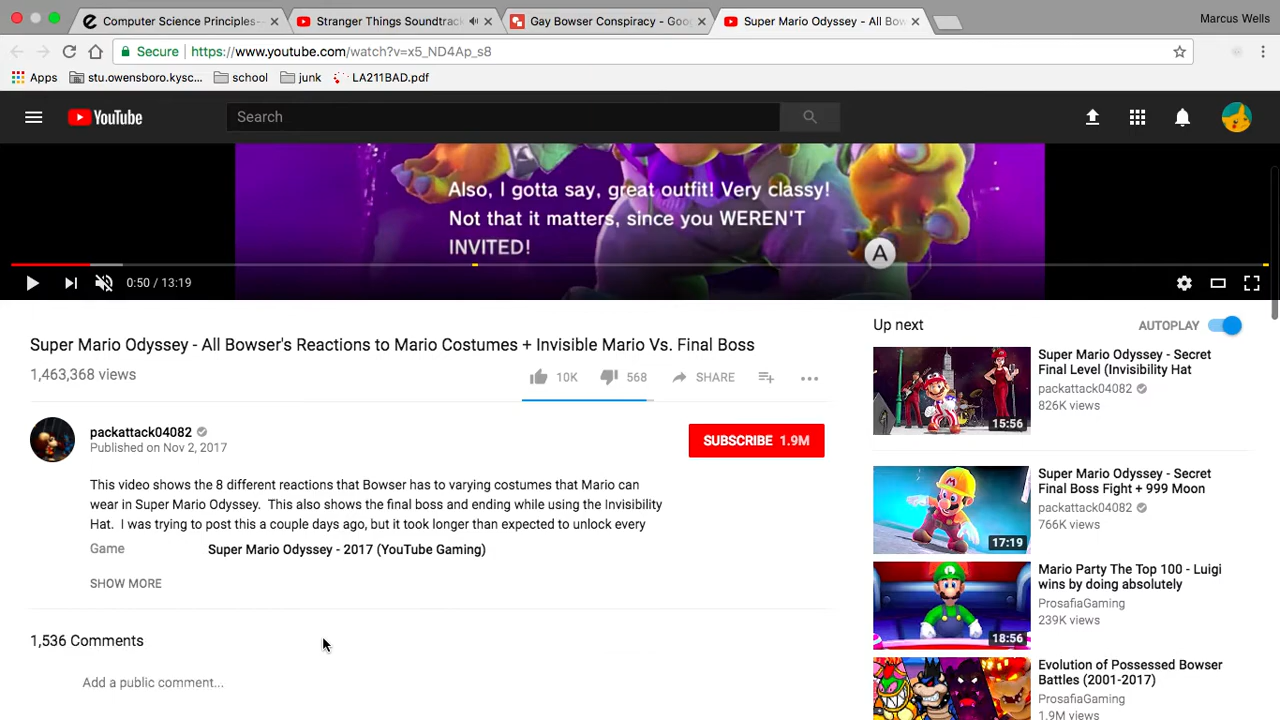 Marcus Wells
Computer Science Principles--
Stranger Things Soundtrack
Gay Bowser Conspiracy - Goo
Super Mario Odyssey - All Bow
Secure https://www.youtube.com/watch?v=x5_ND4Ap_s8
Apps stu.owensboro.kysc... school junk LA211BAD.pdf
YouTube Search
Also, I gotta say, great outfit! Very classy!
Not that it matters, since you WEREN'T
INVITED!
A
0:50 / 13:19
Super Mario Odyssey - All Bowser's Reactions to Mario Costumes + Invisible Mario Vs. Final Boss
1,463,368 views
10K 568 SHARE
packattack04082
Published on Nov 2, 2017
SUBSCRIBE 1.9M
This video shows the 8 different reactions that Bowser has to varying costumes that Mario can
wear in Super Mario Odyssey. This also shows the final boss and ending while using the Invisibility
Hat. I was trying to post this a couple days ago, but it took longer than expected to unlock every
Game Super Mario Odyssey - 2017 (YouTube Gaming)
SHOW MORE
1,536 Comments
Add a public comment...
Up next AUTOPLAY
Super Mario Odyssey - Secret
Final Level (Invisibility Hat
packattack04082
826K views
15:56
Super Mario Odyssey - Secret
Final Boss Fight + 999 Moon
packattack04082
766K views
17:19
Mario Party The Top 100 - Luigi
wins by doing absolutely
ProsafiaGaming
239K views
18:56
Evolution of Possessed Bowser
Battles (2001-2017)
ProsafiaGaming
1.9M views